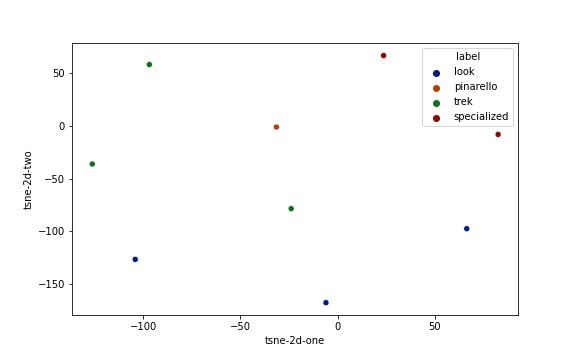 label
look
pinarello
trek
specialized
50
0
−50
−100
−150
tsne-2d-two
−100
−50
0
50
tsne-2d-one